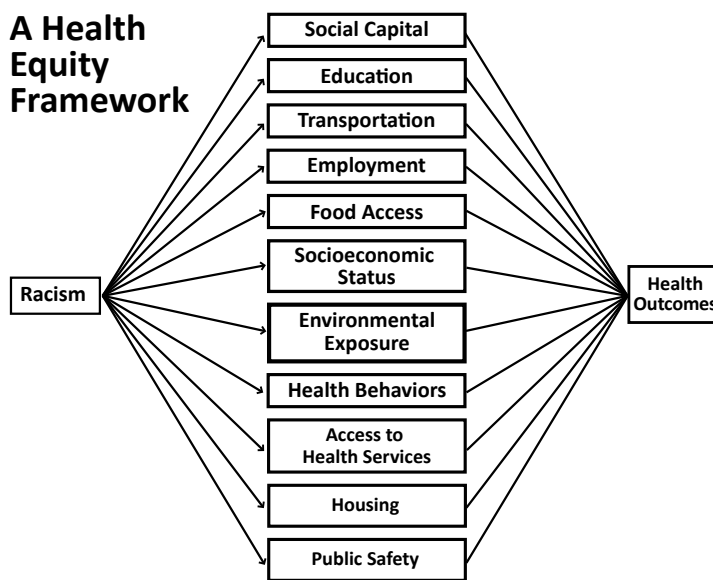 A Health
Equity
Framework
Social Capital
Education
Transportation
Employment
Food Access
Socioeconomic
Status
Racism
Environmental
Exposure
Health
Outcomes
Health Behaviors
Access to
Health Services
Housing
Public Safety